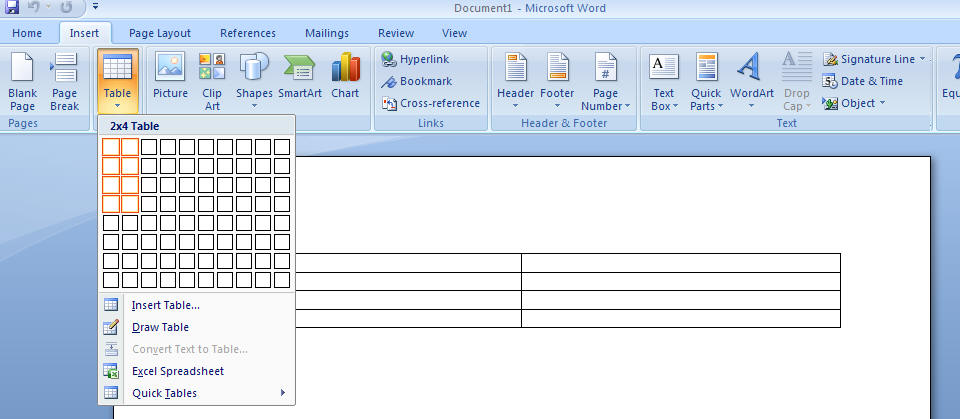 Document1 - Microsoft Word
Home Insert Page Layout References Mailings Review View
Blank Page
Page Break
Table
Picture
Clip Art
Shapes
SmartArt
Chart
Hyperlink
Bookmark
Cross-reference
Header
Footer
Page Number
Text Box
Quick Parts
WordArt
Drop Cap
Signature Line
Date & Time
Object
Equ
Pages
Links
Header & Footer
Text
2x4 Table
Insert Table...
Draw Table
Convert Text to Table...
Excel Spreadsheet
Quick Tables